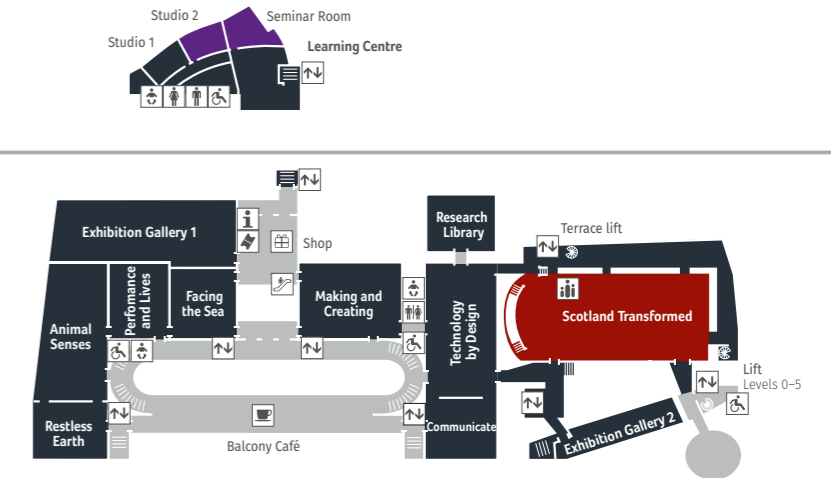 Studio 2
Seminar Room
Studio 1
Learning Centre
Exhibition Gallery 1
Shop
Research
Library
Terrace lift
Perfomance
and Lives
Facing
the Sea
Making and
Creating
Animal
Senses
Technology
by Design
Scotland Transformed
Lift
Levels 0–5
Restless
Earth
Balcony Café
Communicate
Exhibition Gallery 2